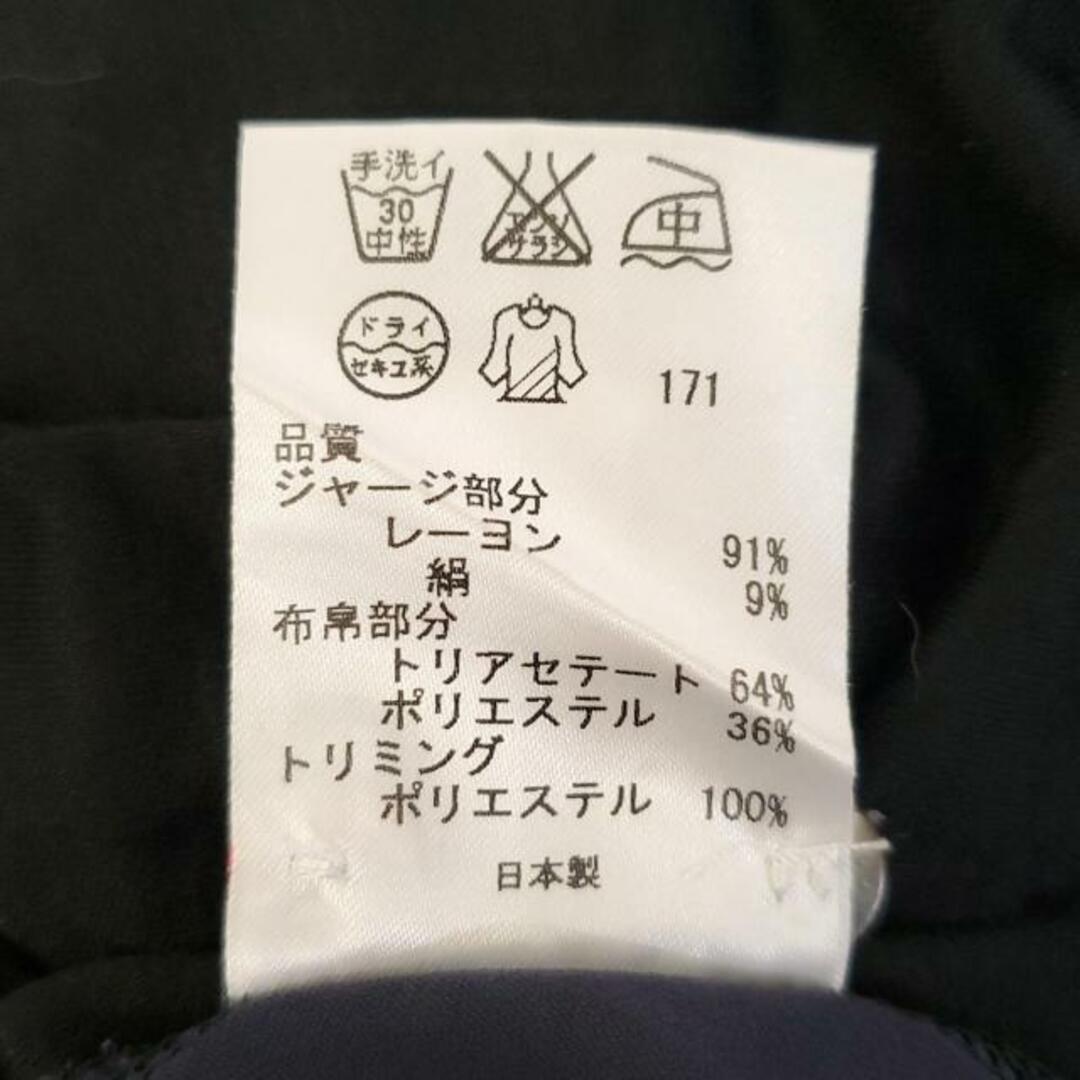 手洗イ
30
中性
エンソ
サラシ
中
ドライ
セキユ系
171
品質
ジャージ部分
レーヨン 91%
絹 9%
布帛部分
トリアセテート 64%
ポリエステル 36%
トリミング
ポリエステル 100%
日本製